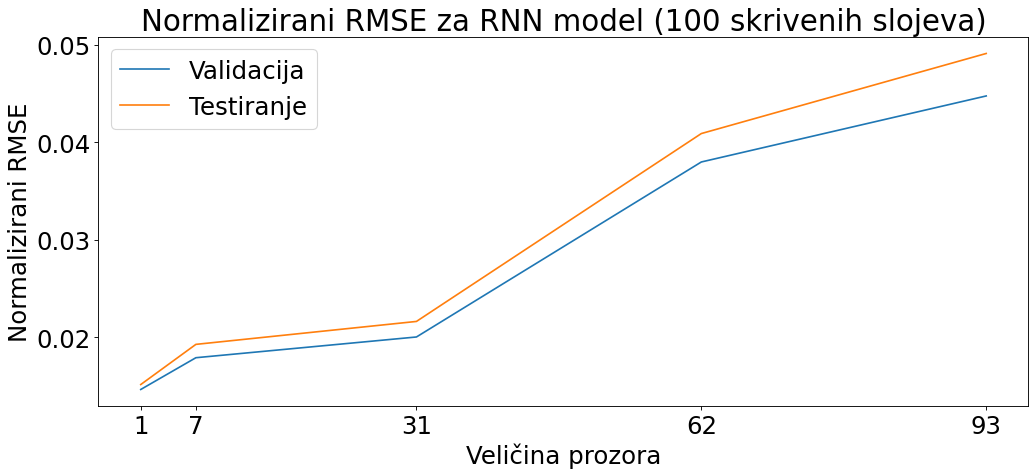 Normalizirani RMSE za RNN model (100 skrivenih slojeva)
Validacija
Testiranje
Normalizirani RMSE
0.05
0.04
0.03
0.02
1 7 31 62 93
Veličina prozora